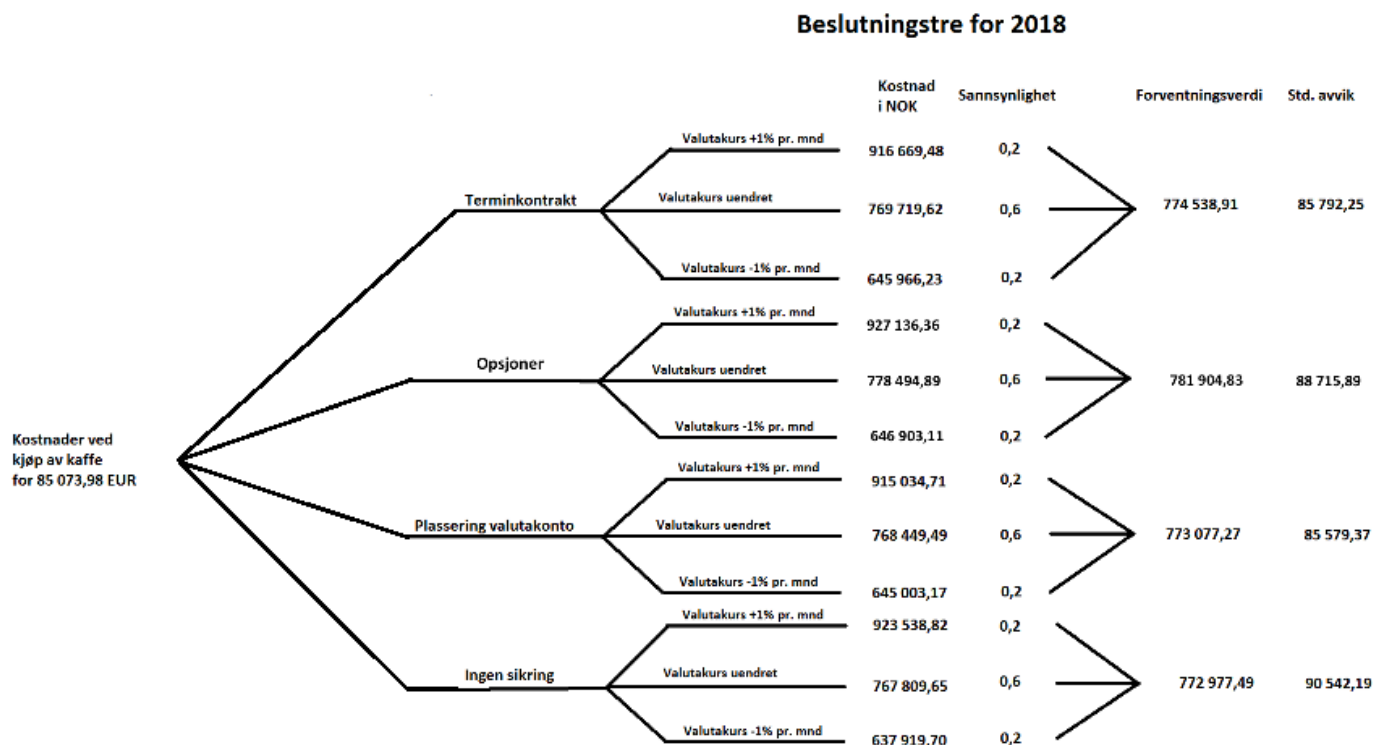 Beslutningstre for 2018
Kostnad
i NOK
Sannsynlighet
Forventningsverdi
Std. avvik
Valutakurs +1% pr. mnd
916 669,48
0,2
Terminkontrakt
Valutakurs uendret
769 719,62
0,6
774 538,91
85 792,25
Valutakurs -1% pr. mnd
645 966,23
0,2
Valutakurs +1% pr. mnd
927 136,36
0,2
Opsjoner
Valutakurs uendret
778 494,89
0,6
781 904,83
88 715,89
Valutakurs -1% pr. mnd
646 903,11
0,2
Kostnader ved
kjøp av kaffe
for 85 073,98 EUR
Valutakurs +1% pr. mnd
915 034,71
0,2
Plassering valutakonto
Valutakurs uendret
768 449,49
0,6
773 077,27
85 579,37
Valutakurs -1% pr. mnd
645 003,17
0,2
Valutakurs +1% pr. mnd
923 538,82
0,2
Ingen sikring
Valutakurs uendret
767 809,65
0,6
772 977,49
90 542,19
Valutakurs -1% pr. mnd
637 919,70
0,2